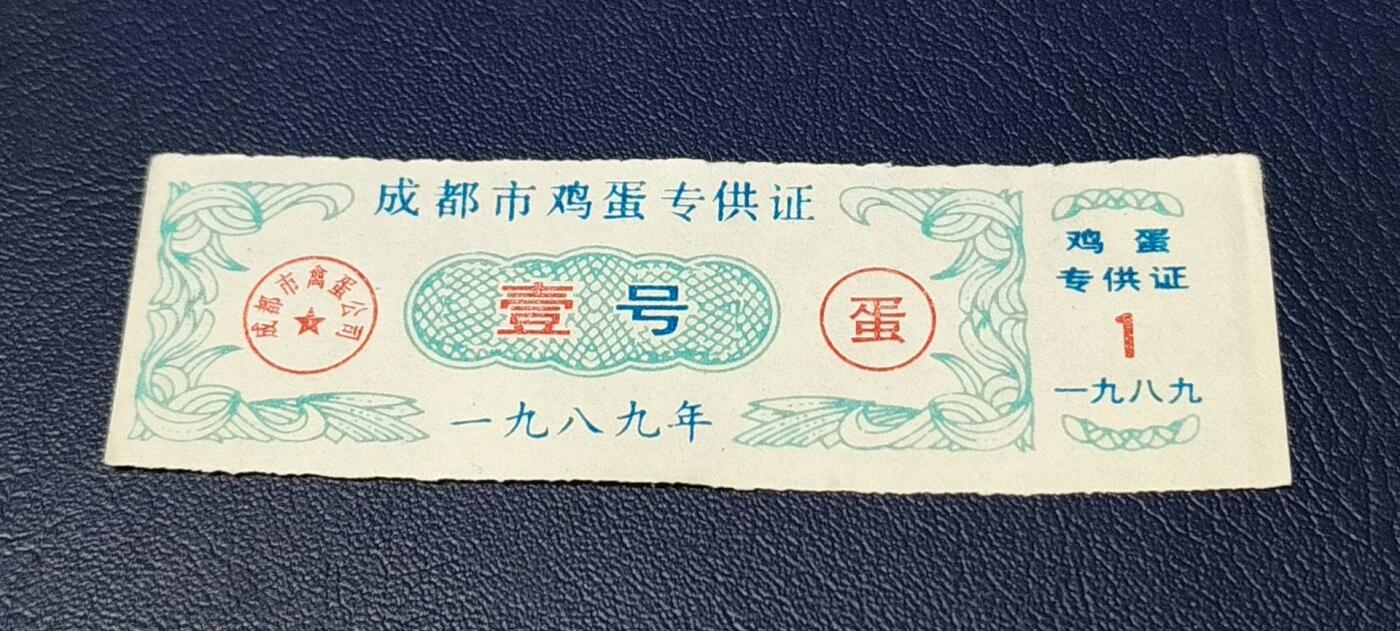 成都市鸡蛋专供证
成都市禽蛋公司
壹号
蛋
一九八九年
鸡蛋
专供证
1
一九八九